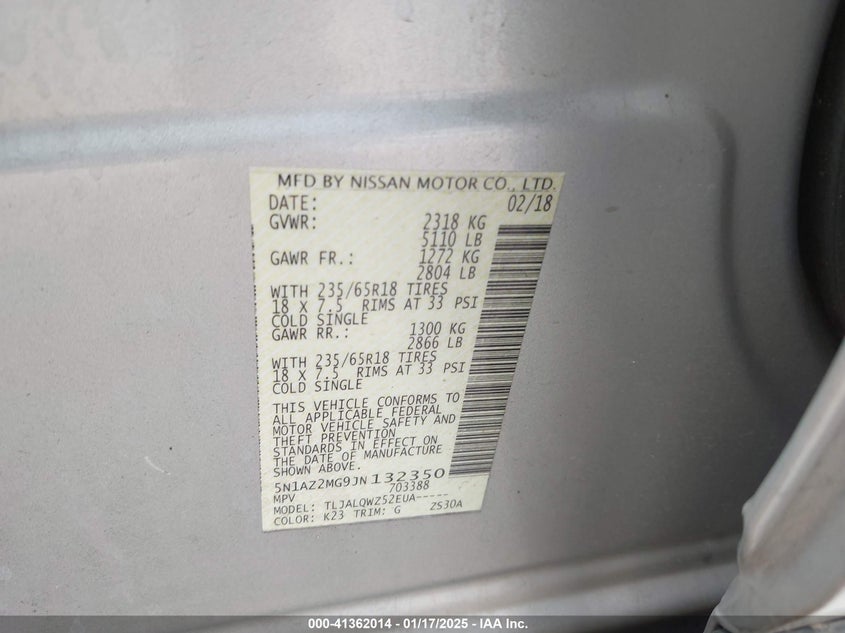 MFD BY NISSAN MOTOR CO., LTD.
DATE: 02/18
GVWR: 2318 KG
5110 LB
GAWR FR.: 1272 KG
2804 LB
WITH 235/65R18 TIRES
18 X 7.5 RIMS AT 33 PSI
COLD SINGLE
GAWR RR.: 1300 KG
2866 LB
WITH 235/65R18 TIRES
18 X 7.5 RIMS AT 33 PSI
COLD SINGLE
THIS VEHICLE CONFORMS TO
ALL APPLICABLE FEDERAL
MOTOR VEHICLE SAFETY AND
THEFT PREVENTION
STANDARDS IN EFFECT ON
THE DATE OF MANUFACTURE
SHOWN ABOVE.
5N1AZ2MG9JN132350
MPV 703388
MODEL: TLJALQWZ52EUA-----
COLOR: K23 TRIM: G ZS30A
000-41362014 | 01/17/2025 | IAA Inc.